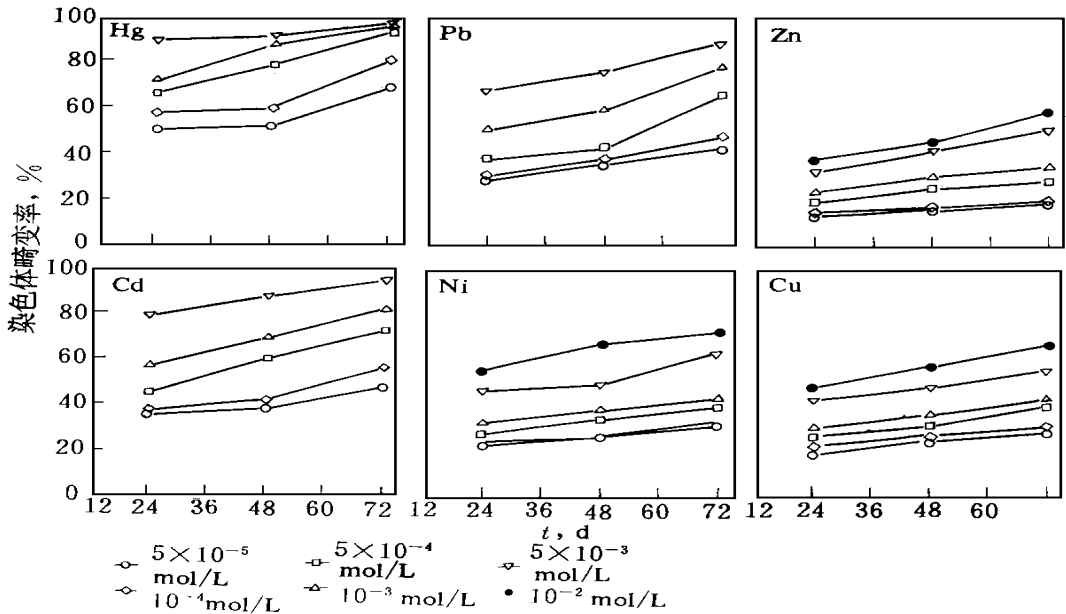 染色体畸变率, %
100
80
60
40
20
0
Hg
Pb
Zn
100
80
60
40
20
0
Cd
Ni
Cu
12 24 36 48 60 12 24 36 48 60 72 12 24 36 48 60
t, d
5×10⁻⁵ mol/L
10⁻⁴ mol/L
5×10⁻⁴ mol/L
10⁻³ mol/L
5×10⁻³ mol/L
10⁻² mol/L